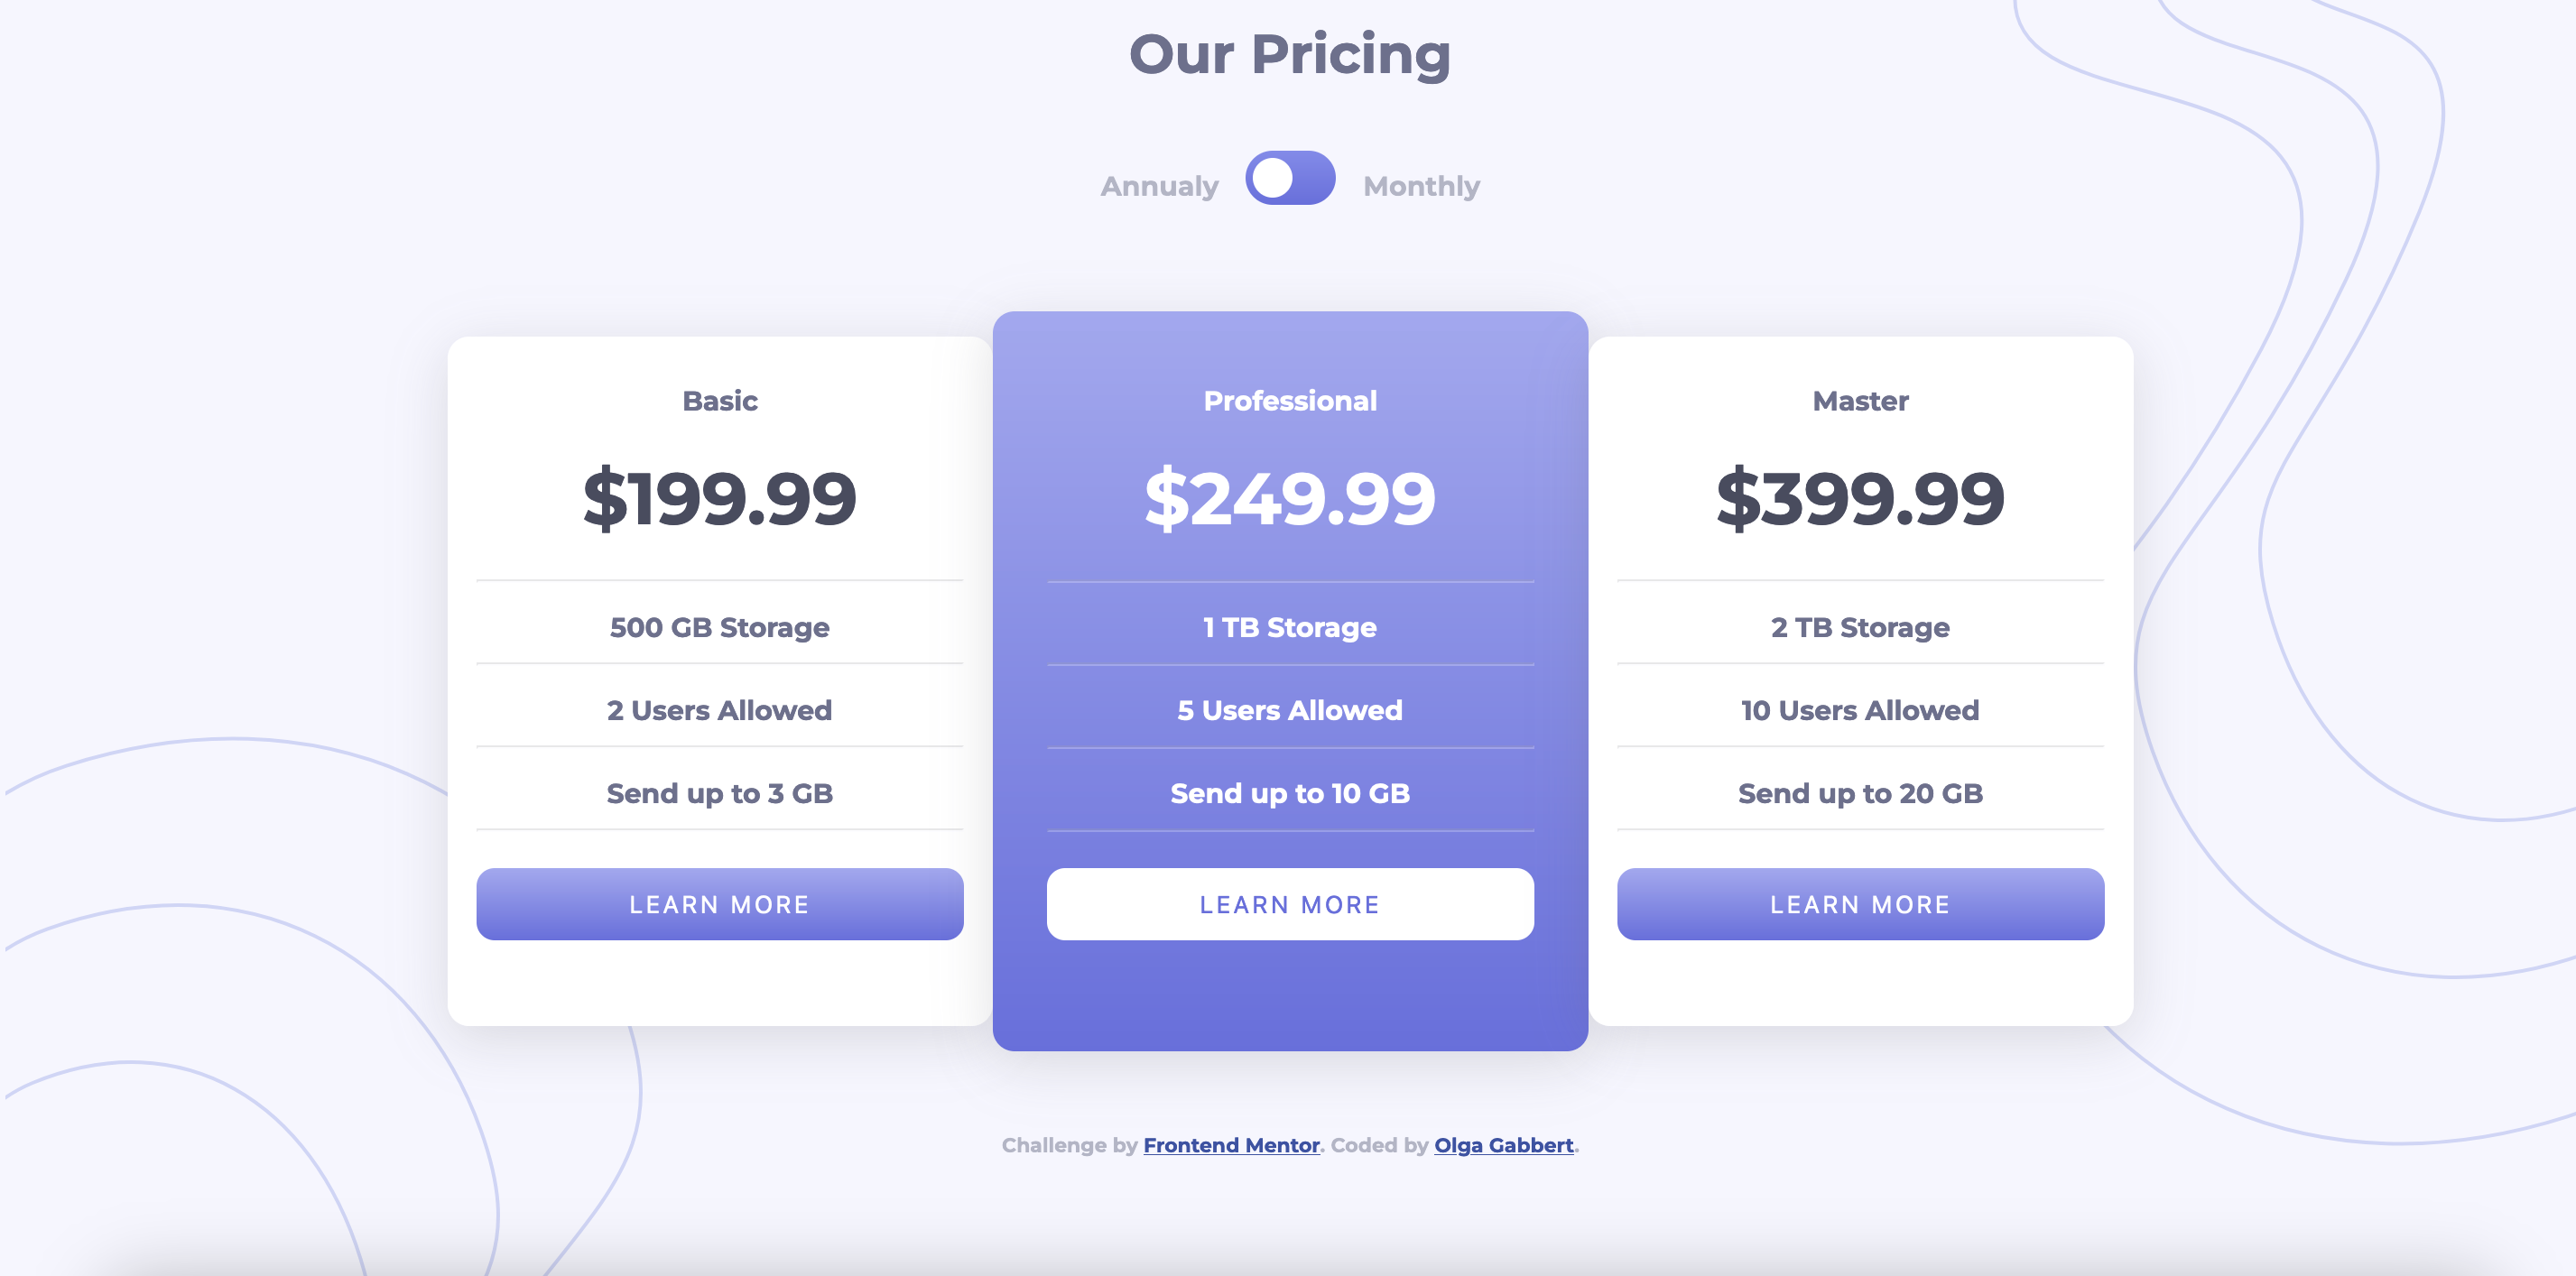 Our Pricing
Annualy Monthly
Basic
$199.99
500 GB Storage
2 Users Allowed
Send up to 3 GB
LEARN MORE
Professional
$249.99
1 TB Storage
5 Users Allowed
Send up to 10 GB
LEARN MORE
Master
$399.99
2 TB Storage
10 Users Allowed
Send up to 20 GB
LEARN MORE
Challenge by Frontend Mentor. Coded by Olga Gabbert.